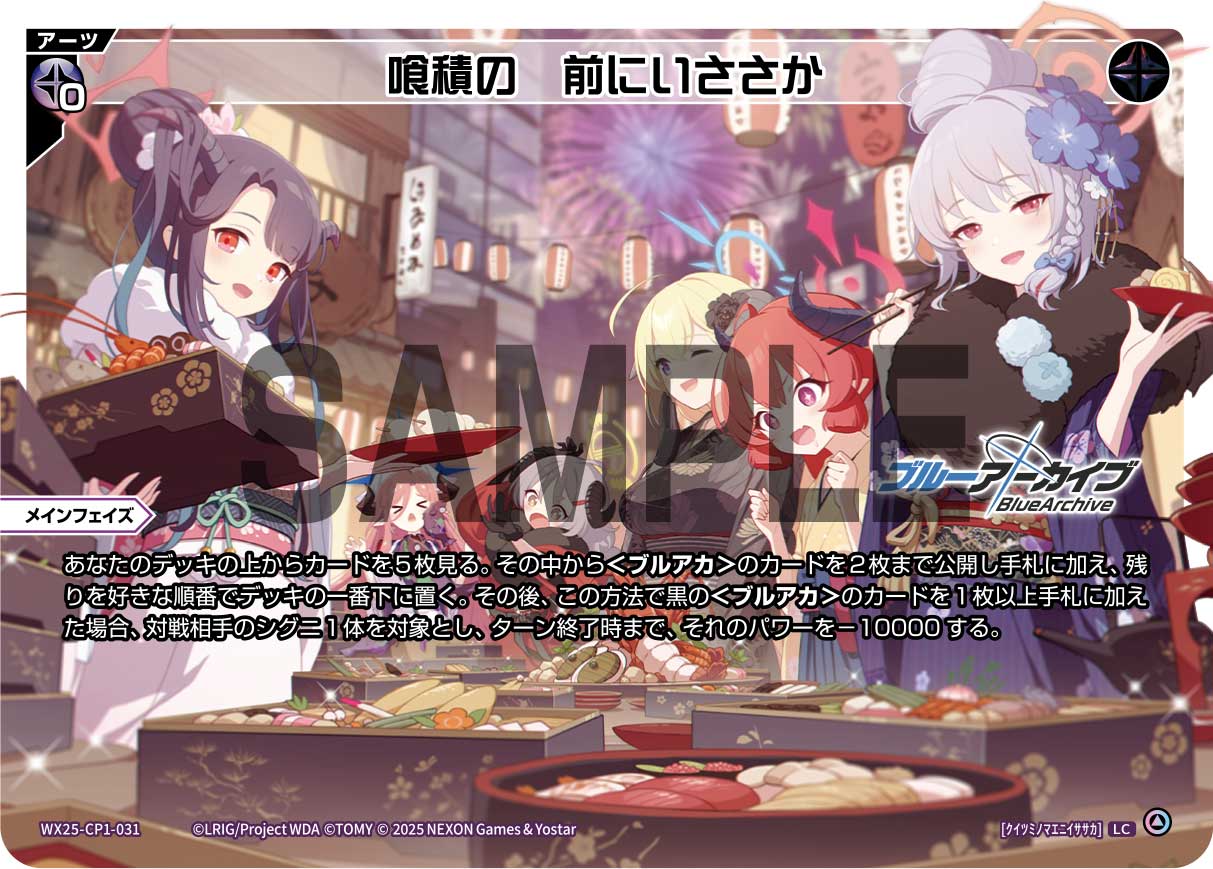 アーツ
0
喰積の 前にいささか
SAMPLE
ブルーアーカイブ
BlueArchive
メインフェイズ
あなたのデッキの上からカードを5枚見る。その中から<ブルアカ>のカードを2枚まで公開し手札に加え、残
りを好きな順番でデッキの一番下に置く。その後、この方法で黒の<ブルアカ>のカードを1枚以上手札に加え
た場合、対戦相手のシグニ1体を対象とし、ターン終了時まで、それのパワーを－10000する。
WX25-CP1-031
©LRIG/Project WDA ©TOMY © 2025 NEXON Games & Yostar
[クイツミノマエニイササカ] LC